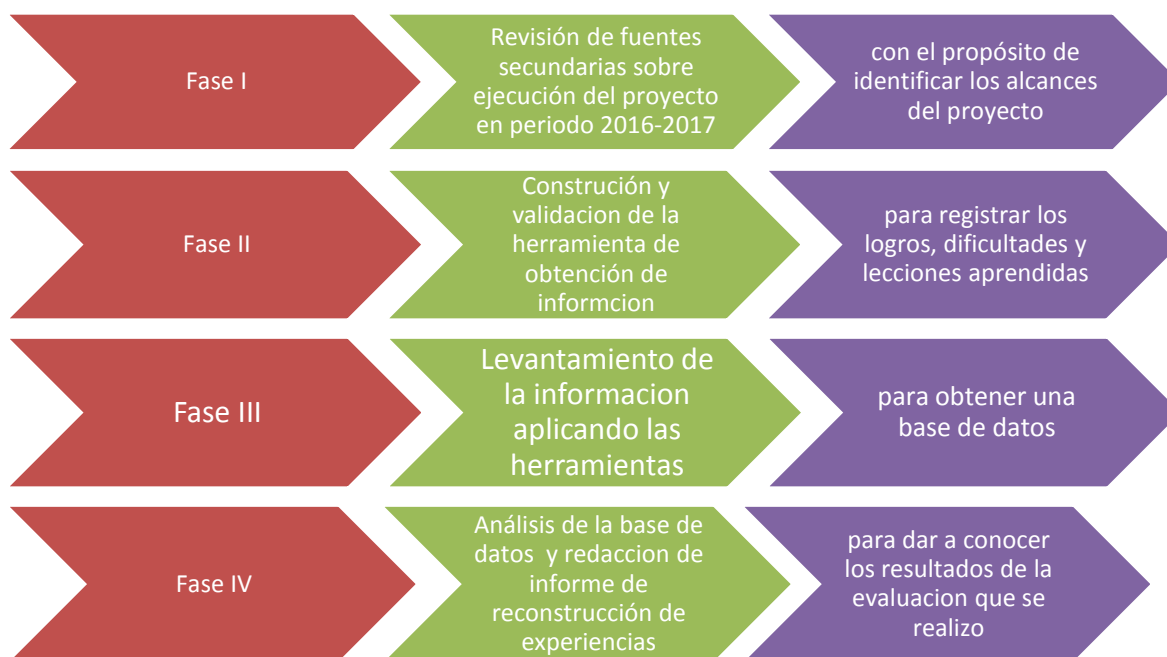 Fase I
Revisión de fuentes
secundarias sobre
ejecución del proyecto
en periodo 2016-2017
con el propósito de
identificar los alcances
del proyecto
Fase II
Construción y
validacion de la
herramienta de
obtención de
informcion
para registrar los
logros, dificultades y
lecciones aprendidas
Fase III
Levantamiento de
la informacion
aplicando las
herramientas
para obtener una
base de datos
Fase IV
Análisis de la base de
datos y redaccion de
informe de
reconstrucción de
experiencias
para dar a conocer
los resultados de la
evaluacion que se
realizo